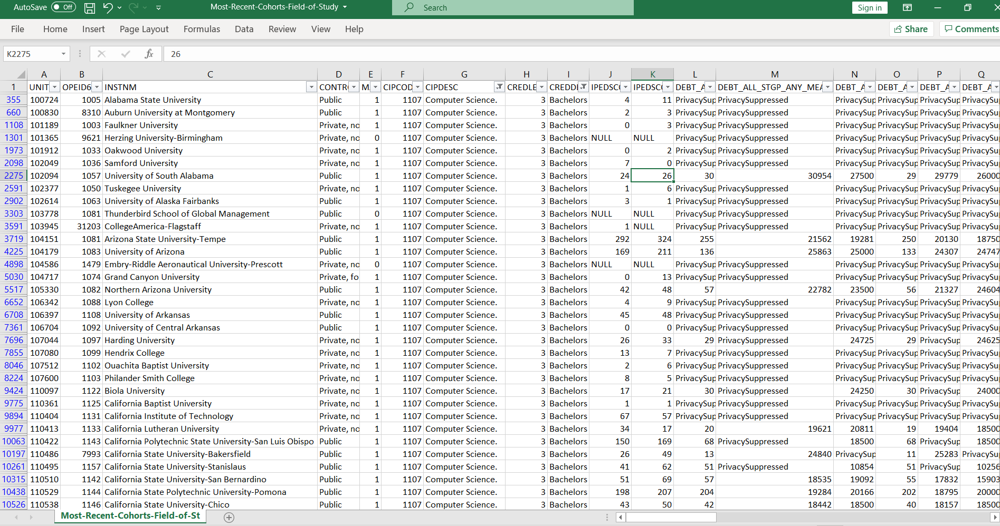 AutoSave Off Most-Recent-Cohorts-Field-of-Study Search Sign in
File Home Insert Page Layout Formulas Data Review View Help Share Comments
K2275 fx 26
A B C D E F G H I J K L M N O P Q
1 UNIT OPEID6 INSTNM CONTR M CIPCOD CIPDESC CREDLE CREDDI IPEDSC IPEDSC DEBT_A DEBT_ALL_STGP_ANY_MEA DEBT_A DEBT_A DEBT_A DEBT_A
355 100724 1005 Alabama State University Public 1 1107 Computer Science. 3 Bachelors 4 11 PrivacySup PrivacySuppressed PrivacySup PrivacySup PrivacySup PrivacySu
660 100830 8310 Auburn University at Montgomery Public 1 1107 Computer Science. 3 Bachelors 2 3 PrivacySup PrivacySuppressed PrivacySup PrivacySup PrivacySup PrivacySu
1108 101189 1003 Faulkner University Private, no 1 1107 Computer Science. 3 Bachelors 0 3 PrivacySup PrivacySuppressed PrivacySup PrivacySup PrivacySup PrivacySu
1301 101365 9621 Herzing University-Birmingham Private, no 0 1107 Computer Science. 3 Bachelors NULL NULL PrivacySup PrivacySuppressed PrivacySup PrivacySup PrivacySup PrivacySu
1973 101912 1033 Oakwood University Private, no 1 1107 Computer Science. 3 Bachelors 0 2 PrivacySup PrivacySuppressed PrivacySup PrivacySup PrivacySup PrivacySu
2098 102049 1036 Samford University Private, no 1 1107 Computer Science. 3 Bachelors 7 0 PrivacySup PrivacySuppressed PrivacySup PrivacySup PrivacySup PrivacySu
2275 102094 1057 University of South Alabama Public 1 1107 Computer Science. 3 Bachelors 24 26 30 30954 27500 29 29779 26000
2591 102377 1050 Tuskegee University Private, no 1 1107 Computer Science. 3 Bachelors 1 6 PrivacySup PrivacySuppressed PrivacySup PrivacySup PrivacySup PrivacySu
2902 102614 1063 University of Alaska Fairbanks Public 1 1107 Computer Science. 3 Bachelors 3 1 PrivacySup PrivacySuppressed PrivacySup PrivacySup PrivacySup PrivacySu
3303 103778 1081 Thunderbird School of Global Management Public 0 1107 Computer Science. 3 Bachelors NULL NULL PrivacySup PrivacySuppressed PrivacySup PrivacySup PrivacySup PrivacySu
3591 103945 31203 CollegeAmerica-Flagstaff Private, no 1 1107 Computer Science. 3 Bachelors 1 NULL PrivacySup PrivacySuppressed PrivacySup PrivacySup PrivacySup PrivacySu
3719 104151 1081 Arizona State University-Tempe Public 1 1107 Computer Science. 3 Bachelors 292 324 255 21562 19281 250 20130 18750
4225 104179 1083 University of Arizona Public 1 1107 Computer Science. 3 Bachelors 169 211 136 25863 25000 133 24307 24747
4898 104586 1479 Embry-Riddle Aeronautical University-Prescott Private, no 0 1107 Computer Science. 3 Bachelors NULL NULL PrivacySup PrivacySuppressed PrivacySup PrivacySup PrivacySup PrivacySu
5030 104717 1074 Grand Canyon University Private, fo 1 1107 Computer Science. 3 Bachelors 0 13 PrivacySup PrivacySuppressed PrivacySup PrivacySup PrivacySup PrivacySu
5517 105330 1082 Northern Arizona University Public 1 1107 Computer Science. 3 Bachelors 42 48 57 22782 23500 56 21327 24604
6652 106342 1088 Lyon College Private, no 1 1107 Computer Science. 3 Bachelors 4 9 PrivacySup PrivacySuppressed PrivacySup PrivacySup PrivacySup PrivacySu
6708 106397 1108 University of Arkansas Public 1 1107 Computer Science. 3 Bachelors 45 48 PrivacySup PrivacySuppressed PrivacySup PrivacySup PrivacySup PrivacySu
7361 106704 1092 University of Central Arkansas Public 1 1107 Computer Science. 3 Bachelors 0 0 PrivacySup PrivacySuppressed PrivacySup PrivacySup PrivacySup PrivacySu
7696 107044 1097 Harding University Private, no 1 1107 Computer Science. 3 Bachelors 26 33 29 PrivacySuppressed 24725 29 PrivacySup 24625
7855 107080 1099 Hendrix College Private, no 1 1107 Computer Science. 3 Bachelors 13 7 PrivacySup PrivacySuppressed PrivacySup PrivacySup PrivacySup PrivacySu
8046 107512 1102 Ouachita Baptist University Private, no 1 1107 Computer Science. 3 Bachelors 2 6 PrivacySup PrivacySuppressed PrivacySup PrivacySup PrivacySup PrivacySu
8224 107600 1103 Philander Smith College Private, no 1 1107 Computer Science. 3 Bachelors 8 5 PrivacySup PrivacySuppressed PrivacySup PrivacySup PrivacySup PrivacySu
9424 110097 1122 Biola University Private, no 1 1107 Computer Science. 3 Bachelors 17 21 30 PrivacySuppressed 24250 30 PrivacySup 24000
9775 110361 1125 California Baptist University Private, no 1 1107 Computer Science. 3 Bachelors 1 1 PrivacySup PrivacySuppressed PrivacySup PrivacySup PrivacySup PrivacySu
9894 110404 1131 California Institute of Technology Private, no 1 1107 Computer Science. 3 Bachelors 67 57 PrivacySup PrivacySuppressed PrivacySup PrivacySup PrivacySup PrivacySu
9977 110413 1133 California Lutheran University Private, no 1 1107 Computer Science. 3 Bachelors 34 17 20 19621 20811 19 19404 18500
10063 110422 1143 California Polytechnic State University-San Luis Obispo Public 1 1107 Computer Science. 3 Bachelors 150 169 68 PrivacySuppressed 18500 68 PrivacySup 18500
10197 110486 7993 California State University-Bakersfield Public 1 1107 Computer Science. 3 Bachelors 26 49 13 24840 PrivacySup 11 25283 PrivacySu
10261 110495 1157 California State University-Stanislaus Public 1 1107 Computer Science. 3 Bachelors 41 62 51 PrivacySuppressed 10854 51 PrivacySup 10256
10315 110510 1142 California State University-San Bernardino Public 1 1107 Computer Science. 3 Bachelors 51 69 57 18535 19092 55 17832 15903
10438 110529 1144 California State Polytechnic University-Pomona Public 1 1107 Computer Science. 3 Bachelors 198 207 204 19284 20166 202 18795 20000
10526 110538 1146 California State University-Chico Public 1 1107 Computer Science. 3 Bachelors 43 50 42 18442 18500 40 18157 18500
Most-Recent-Cohorts-Field-of-St